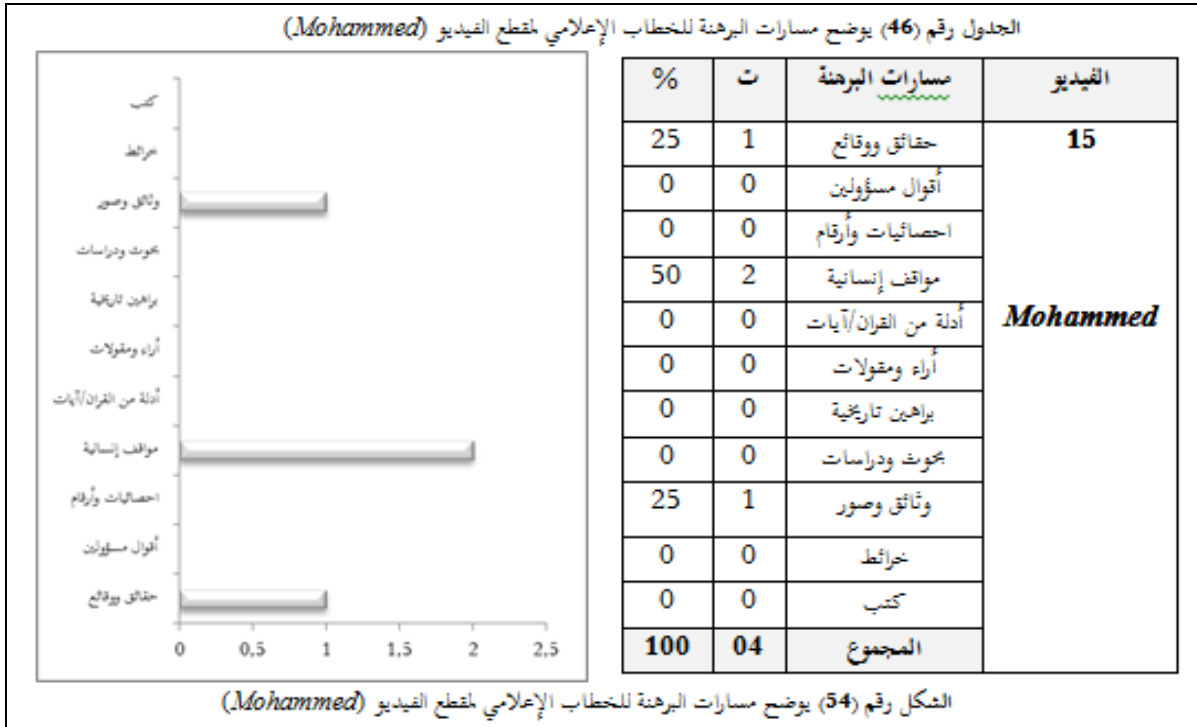 الجدول رقم (46) يوضح مسارات البرهنة للخطاب الإعلامي لمقطع الفيديو (Mohammed)
الفيديو مسارات البرهنة ت %
15 حقائق ووقائع 1 25
أقوال مسؤولين 0 0
احصائيات وأرقام 0 0
مواقف إنسانية 2 50
Mohammed أدلة من القران/آيات 0 0
أراء ومقولات 0 0
براهين تاريخية 0 0
بحوث ودراسات 0 0
وثائق وصور 1 25
خرائط 0 0
كتب 0 0
المجموع 04 100
كتب
خرائط
وثائق وصور
بحوث ودراسات
براهين تاريخية
أراء ومقولات
أدلة من القران/آيات
مواقف إنسانية
احصائيات وأرقام
أقوال مسؤولين
حقائق ووقائع
0 0,5 1 1,5 2 2,5
الشكل رقم (54) يوضح مسارات البرهنة للخطاب الإعلامي لمقطع الفيديو (Mohammed)